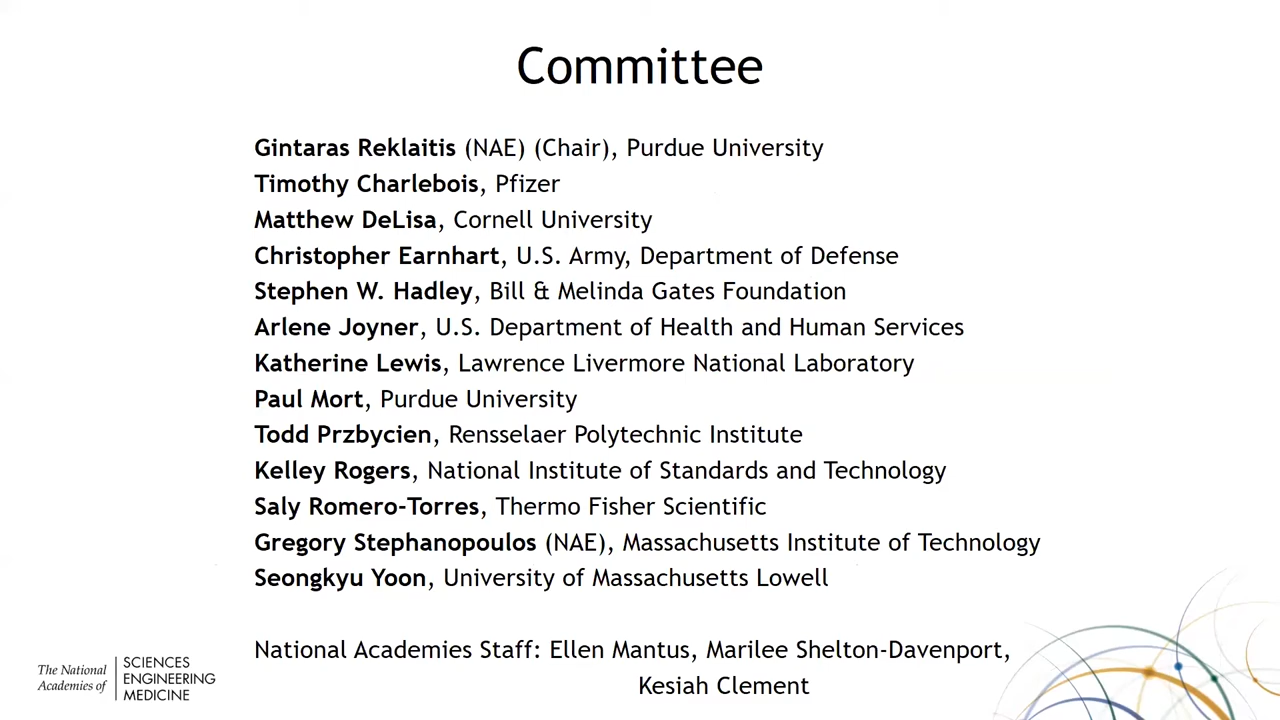 Committee
Gintaras Reklaitis (NAE) (Chair), Purdue University
Timothy Charlebois, Pfizer
Matthew DeLisa, Cornell University
Christopher Earnhart, U.S. Army, Department of Defense
Stephen W. Hadley, Bill & Melinda Gates Foundation
Arlene Joyner, U.S. Department of Health and Human Services
Katherine Lewis, Lawrence Livermore National Laboratory
Paul Mort, Purdue University
Todd Przbycien, Rensselaer Polytechnic Institute
Kelley Rogers, National Institute of Standards and Technology
Saly Romero-Torres, Thermo Fisher Scientific
Gregory Stephanopoulos (NAE), Massachusetts Institute of Technology
Seongkyu Yoon, University of Massachusetts Lowell
National Academies Staff: Ellen Mantus, Marilee Shelton-Davenport,
Kesiah Clement
The National
Academies of
SCIENCES
ENGINEERING
MEDICINE